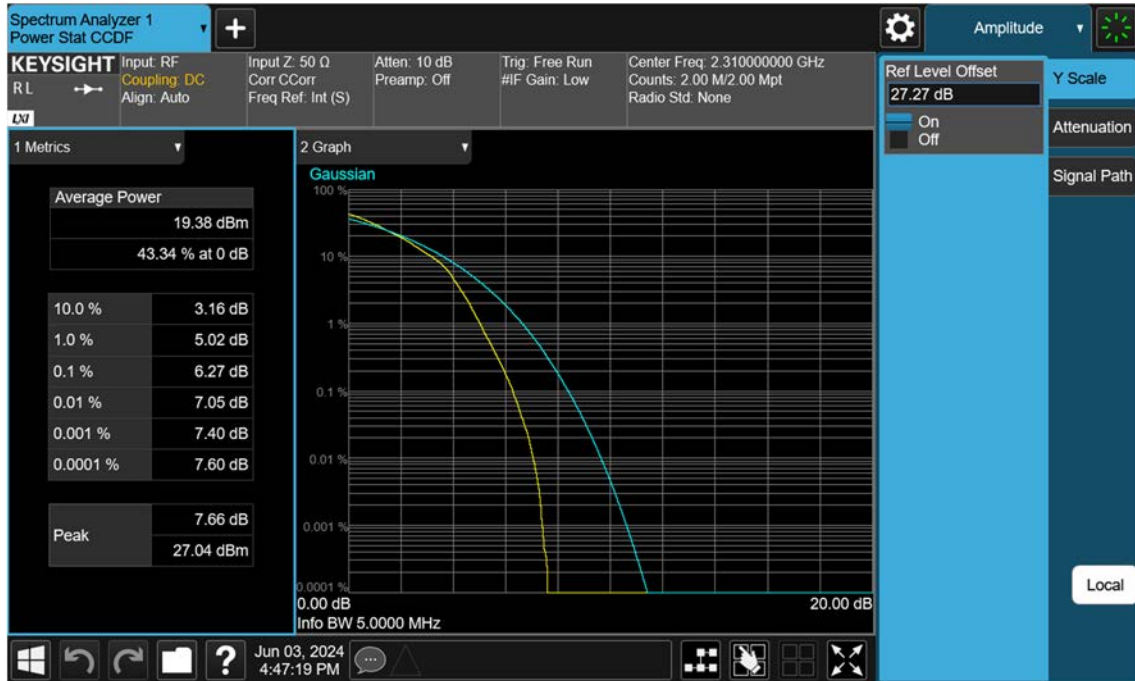 Spectrum Analyzer 1
Power Stat CCDF
+
Amplitude
KEYSIGHT
R L
LXI
Input: RF
Coupling: DC
Align: Auto
Input Z: 50 Ω
Corr CCorr
Freq Ref: Int (S)
Atten: 10 dB
Preamp: Off
Trig: Free Run
#IF Gain: Low
Center Freq: 2.310000000 GHz
Counts: 2.00 M/2.00 Mpt
Radio Std: None
Ref Level Offset
27.27 dB
On
Off
Y Scale
Attenuation
Signal Path
1 Metrics
Average Power
19.38 dBm
43.34 % at 0 dB
10.0 % 3.16 dB
1.0 % 5.02 dB
0.1 % 6.27 dB
0.01 % 7.05 dB
0.001 % 7.40 dB
0.0001 % 7.60 dB
Peak
7.66 dB
27.04 dBm
2 Graph
Gaussian
100 %
10 %
1 %
0.1 %
0.01 %
0.001 %
0.0001 %
0.00 dB 20.00 dB
Info BW 5.0000 MHz
Local
?
Jun 03, 2024
4:47:19 PM